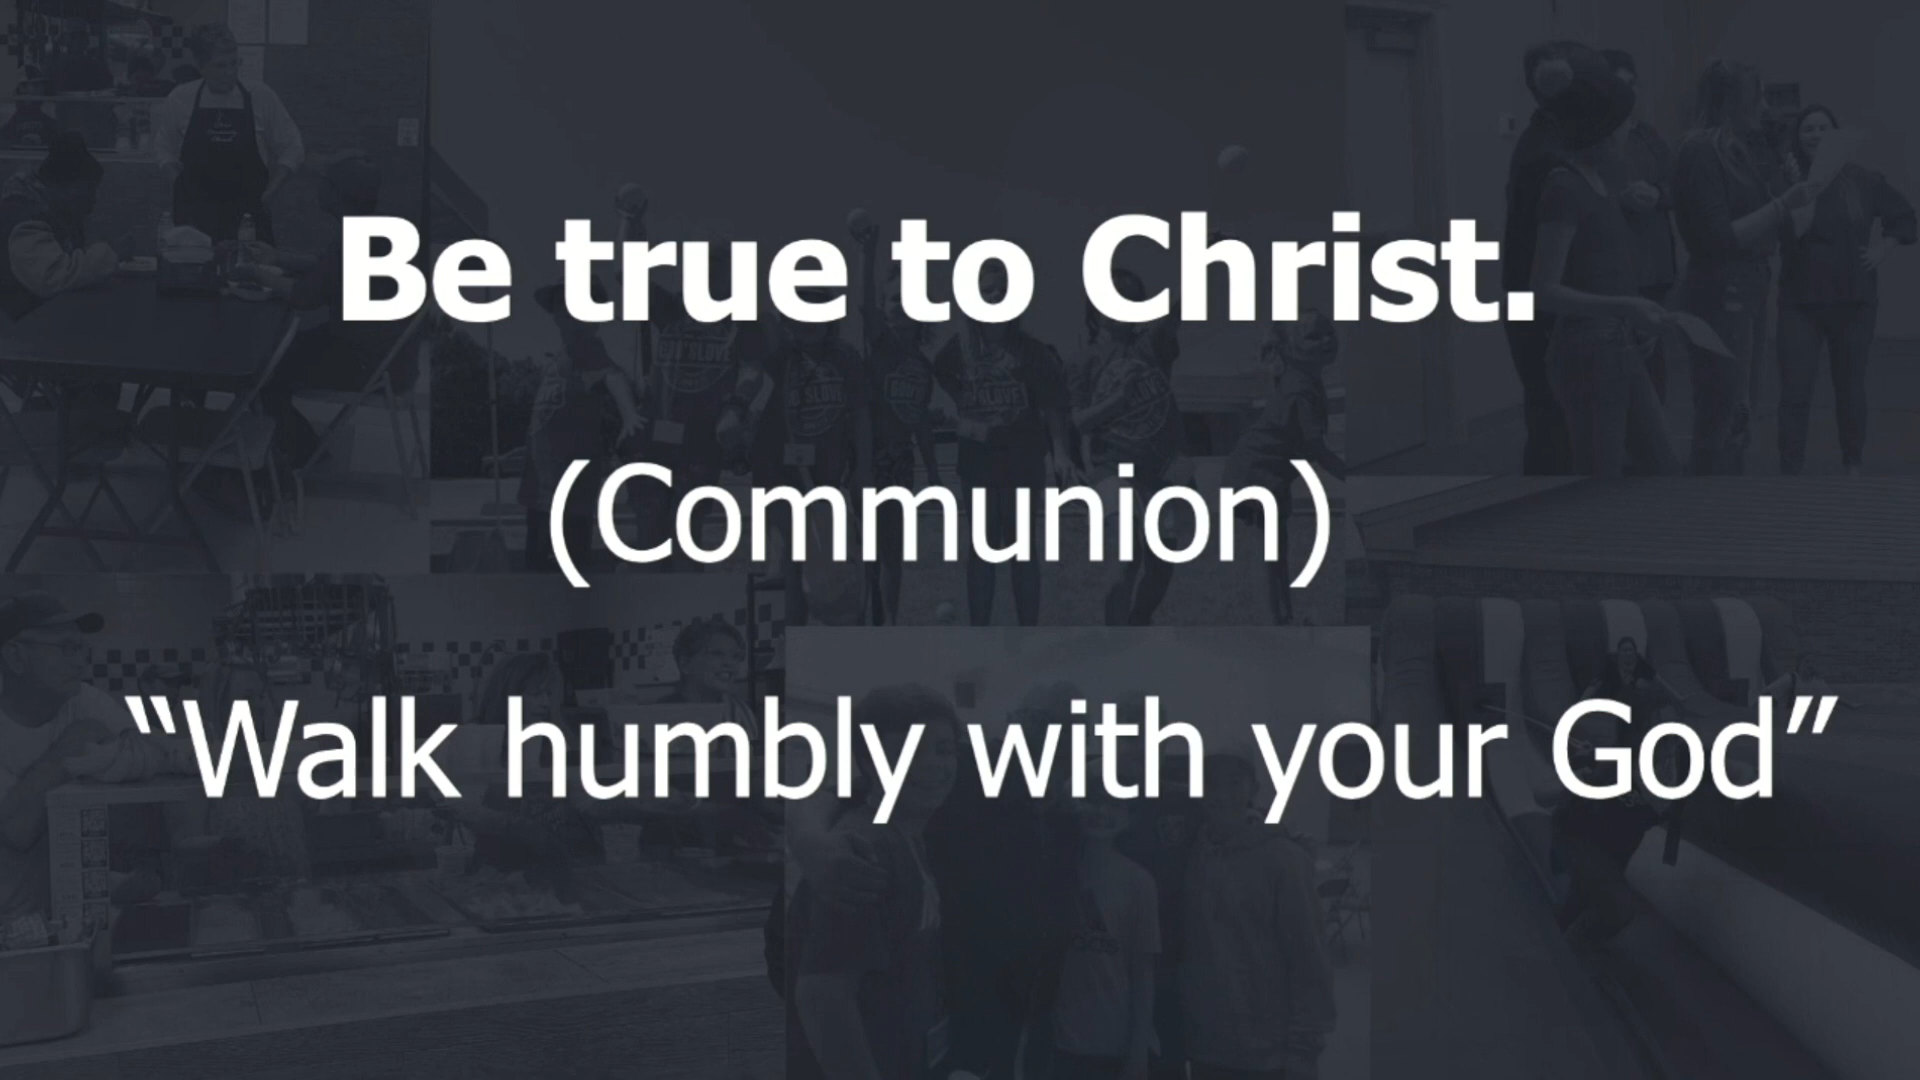 Be true to Christ.
(Communion)
“Walk humbly with your God”